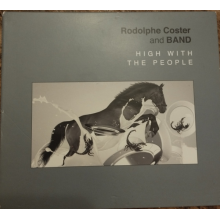 Rodolphe Coster
and BAND
HIGH WITH
THE PEOPLE